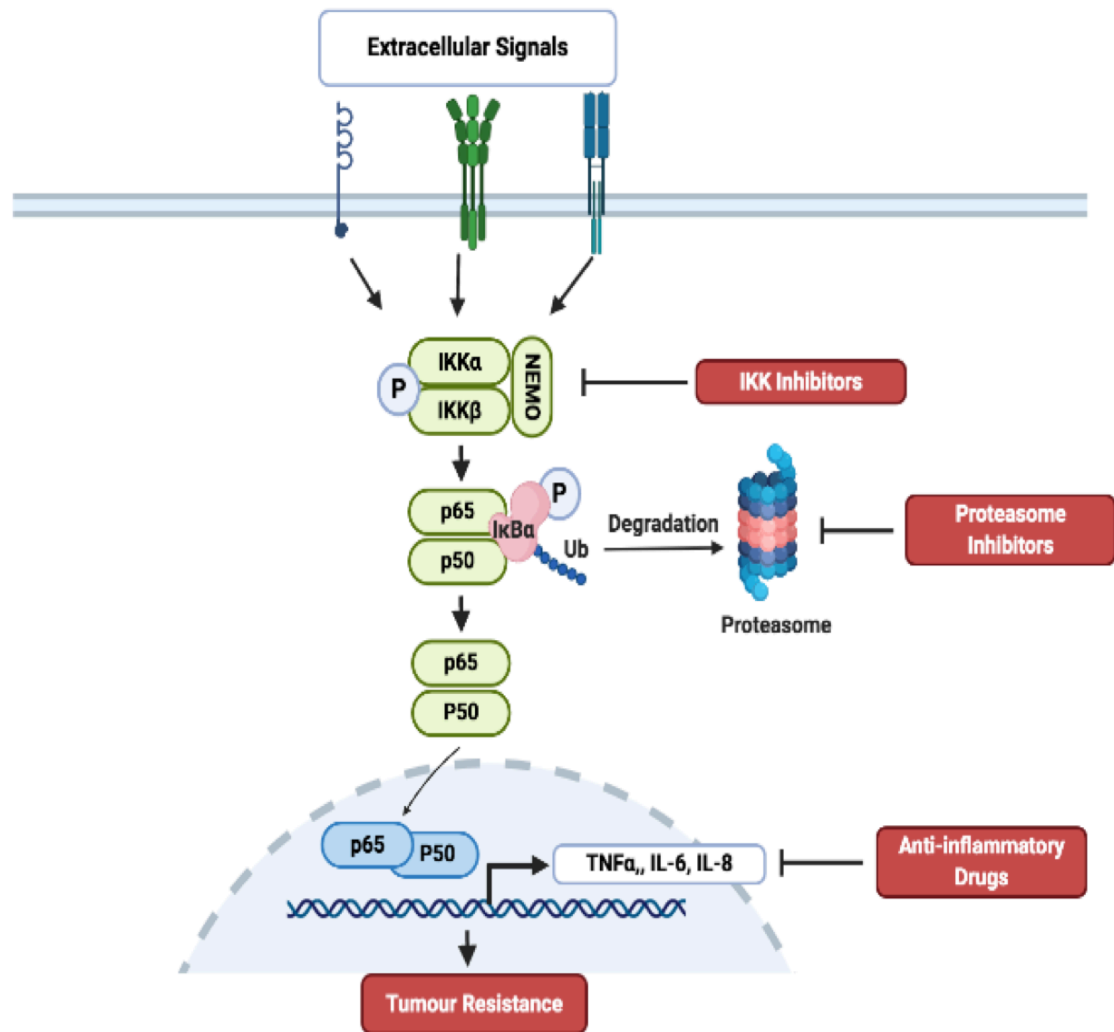 Extracellular Signals
IKKα
NEMO
P
IKKβ
IKK Inhibitors
p65
P
IκBα
p50
Ub
Degradation
Proteasome
Inhibitors
Proteasome
p65
P50
p65
P50
TNFα,, IL-6, IL-8
Anti-inflammatory
Drugs
Tumour Resistance